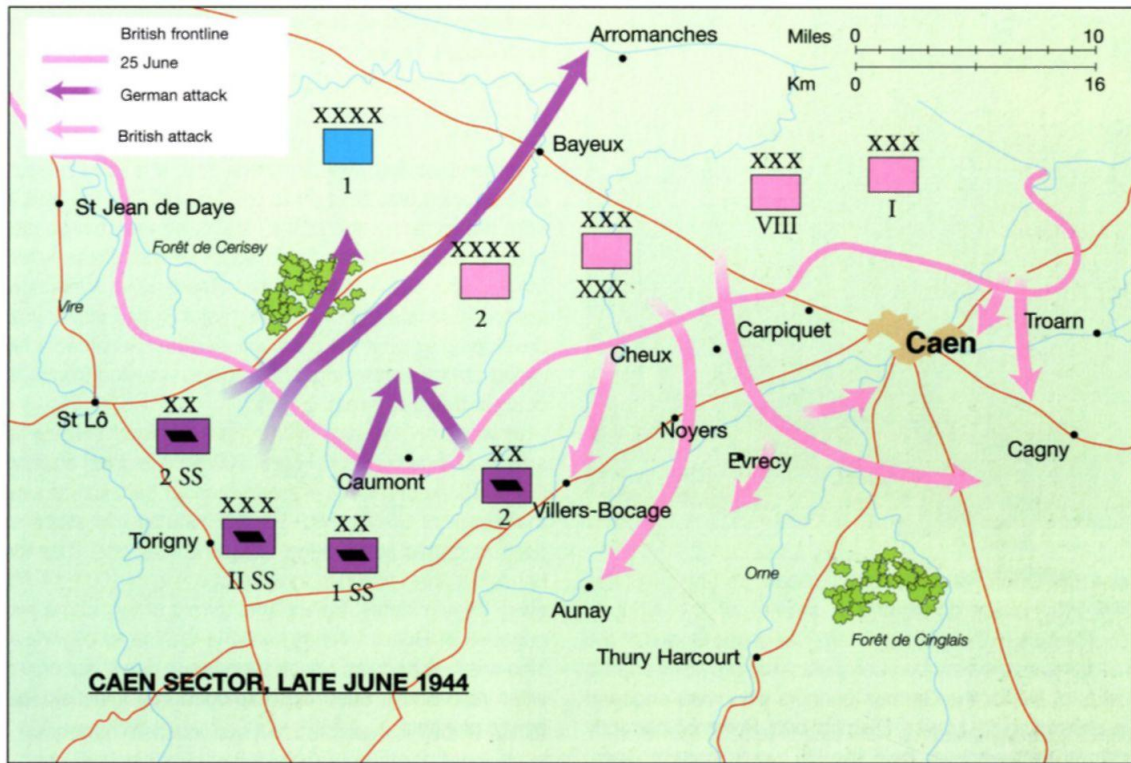 British frontline
25 June
German attack
British attack
Arromanches
Miles 0 10
Km 0 16
XXXX
1
Bayeux
XXX
VIII
XXX
I
St Jean de Daye
Forêt de Cerisey
XXXX
2
XXX
XXX
Vire
Carpiquet
Troarn
Caen
Cheux
St Lô
XX
2 SS
Noyers
Cagny
Caumont
XX
2
Evrecy
Villers-Bocage
Torigny
XXX
II SS
XX
1 SS
Orne
Aunay
Forêt de Cinglais
Thury Harcourt
CAEN SECTOR, LATE JUNE 1944